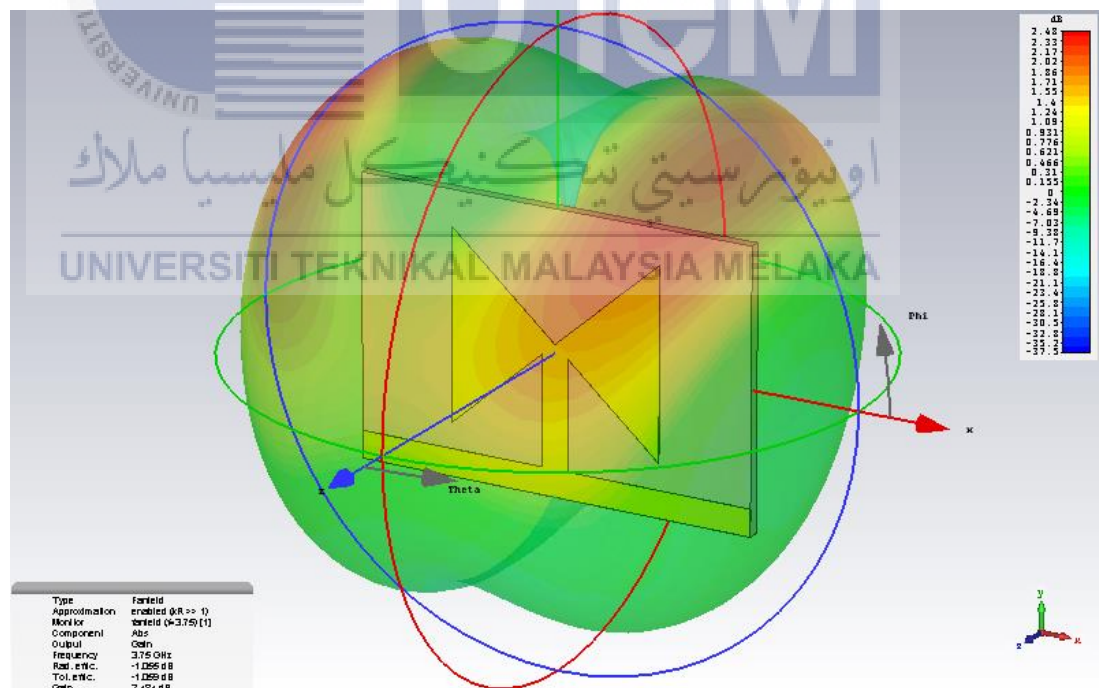 UTeM
UNIVERSITI
اونيۏرسيتي تيكنيكل مليسيا ملاك
UNIVERSITI TEKNIKAL MALAYSIA MELAKA
dB
2.48
2.33
2.17
2.02
1.86
1.71
1.55
1.4
1.24
1.09
0.931
0.776
0.621
0.466
0.31
0.155
0
-2.34
-4.69
-7.03
-9.38
-11.7
-14.1
-16.4
-18.8
-21.1
-23.4
-25.8
-28.1
-30.5
-32.8
-35.2
-37.5
Phi
x
z
Theta
Type Farfield
Approximation enabled (kR >> 1)
Monitor farfield (f=3.75) [1]
Component Abs
Output Gain
Frequency 3.75 GHz
Rad. effic. -1.055 dB
Tot. effic. -1.059 dB
Gain
y
z
x